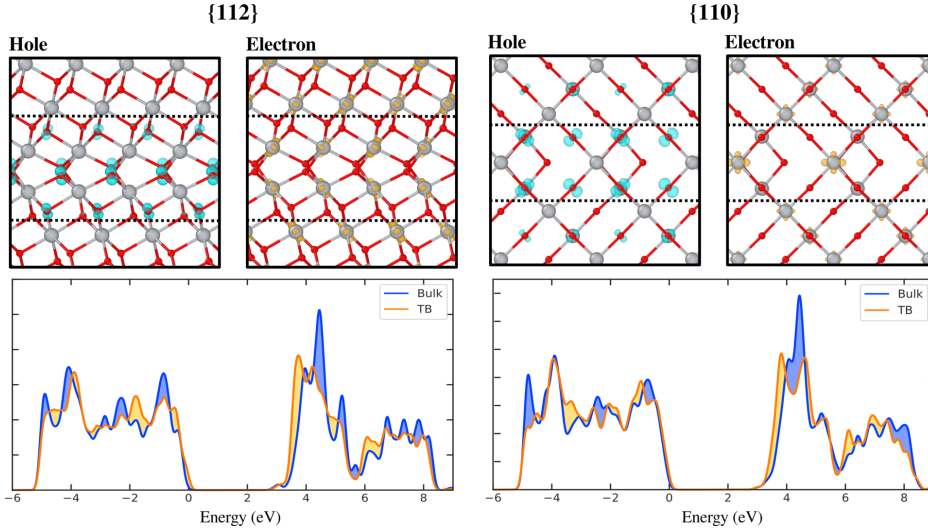 {112}
{110}
Hole
Electron
Hole
Electron
Bulk
TB
Bulk
TB
−6 −4 −2 0 2 4 6 8
−6 −4 −2 0 2 4 6 8
Energy (eV)
Energy (eV)